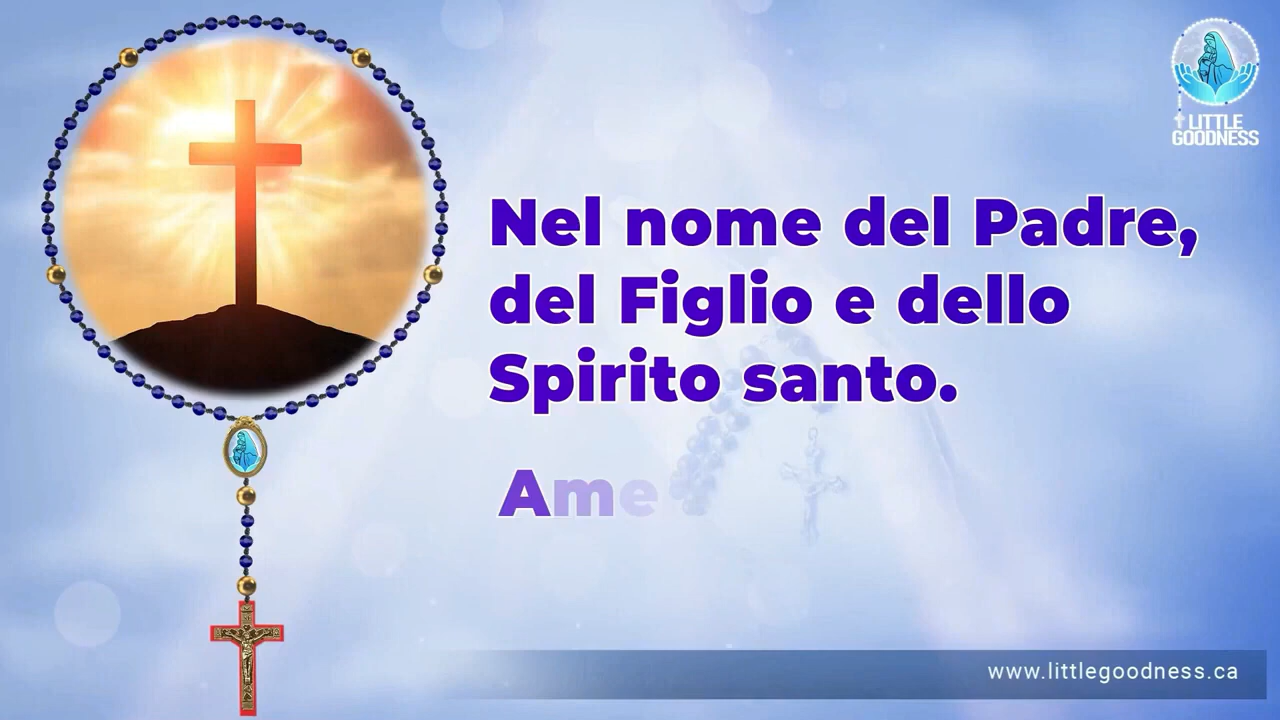 LITTLE
GOODNESS
Nel nome del Padre,
del Figlio e dello
Spirito santo.
Ame
www.littlegoodness.ca